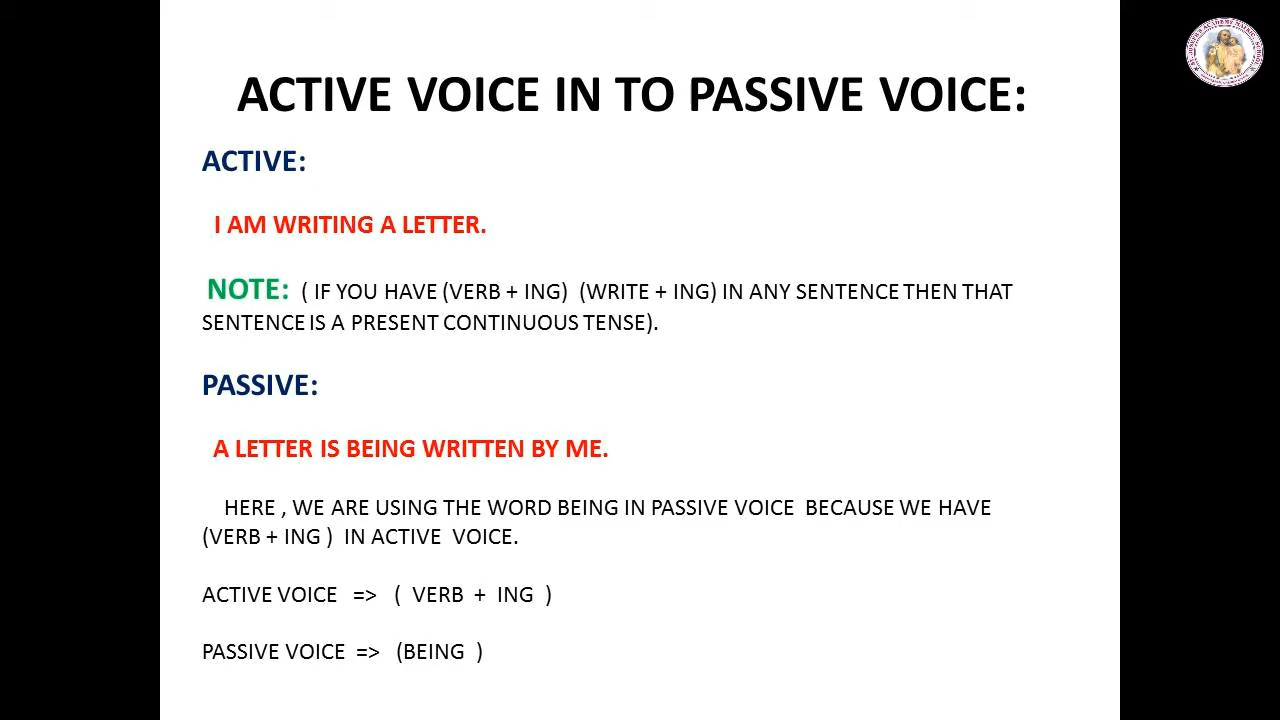 ACTIVE VOICE IN TO PASSIVE VOICE:
ACTIVE:
I AM WRITING A LETTER.
NOTE: ( IF YOU HAVE (VERB + ING) (WRITE + ING) IN ANY SENTENCE THEN THAT
SENTENCE IS A PRESENT CONTINUOUS TENSE).
PASSIVE:
A LETTER IS BEING WRITTEN BY ME.
HERE , WE ARE USING THE WORD BEING IN PASSIVE VOICE BECAUSE WE HAVE
(VERB + ING ) IN ACTIVE VOICE.
ACTIVE VOICE => ( VERB + ING )
PASSIVE VOICE => (BEING )